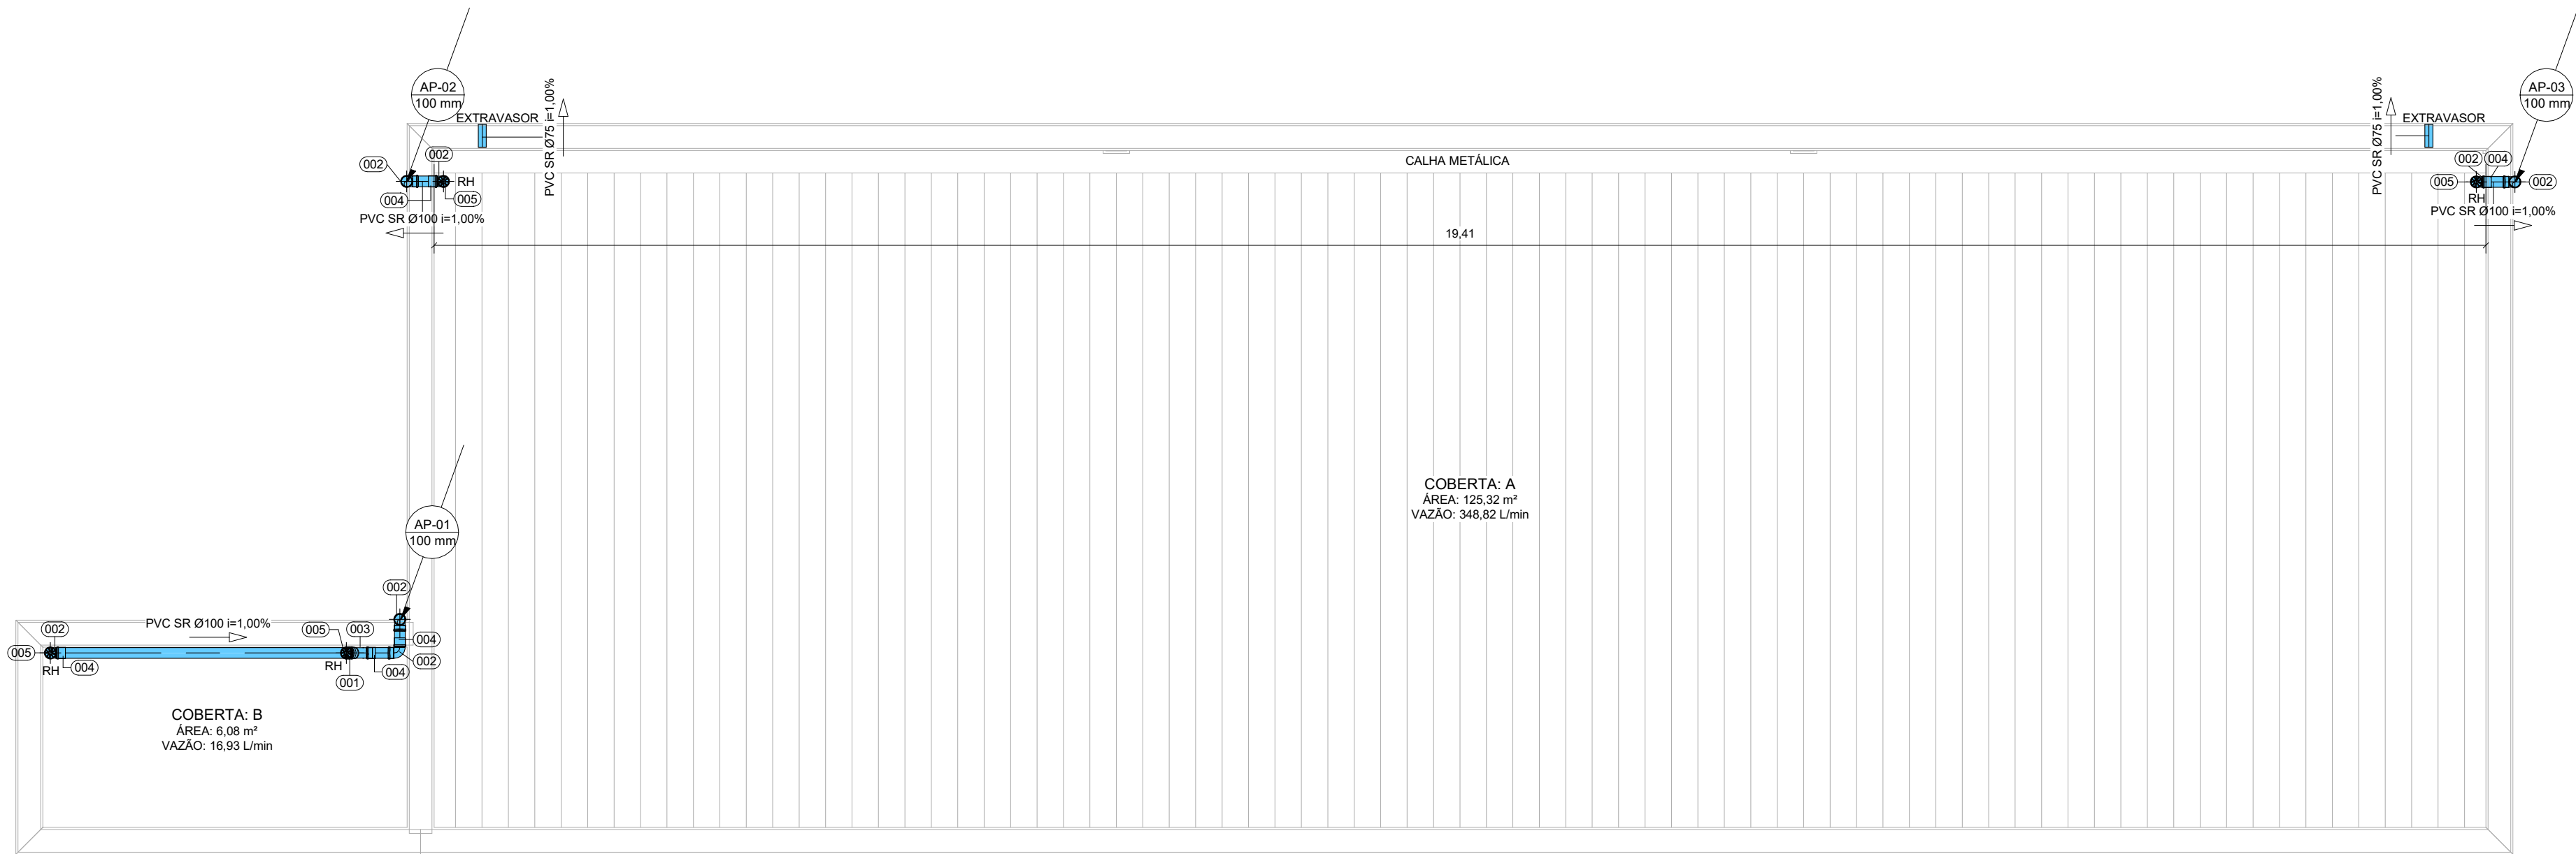 AP-02
100 mm
EXTRAVASOR
PVC SR Ø75 i=1,00%
PVC SR Ø75 i=1,00%
EXTRAVASOR
AP-03
100 mm
002
002
RH
004
005
PVC SR Ø100 i=1,00%
CALHA METÁLICA
002
004
005
002
RH
PVC SR Ø100 i=1,00%
19,41
COBERTA: A
ÁREA: 125,32 m²
VAZÃO: 348,82 L/min
AP-01
100 mm
002
PVC SR Ø100 i=1,00%
002
005
003
005
004
004
002
RH
RH
004
001
COBERTA: B
ÁREA: 6,08 m²
VAZÃO: 16,93 L/min